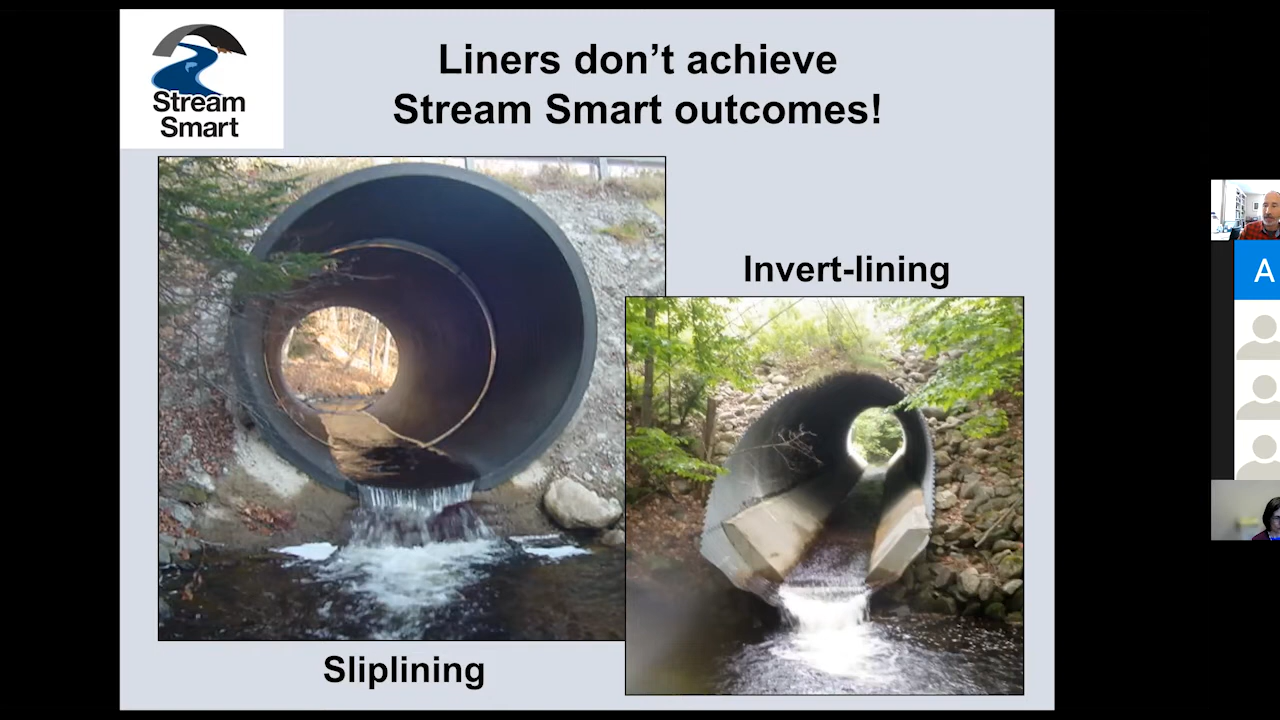 Stream
Smart
Liners don’t achieve
Stream Smart outcomes!
Invert-lining
Sliplining
A